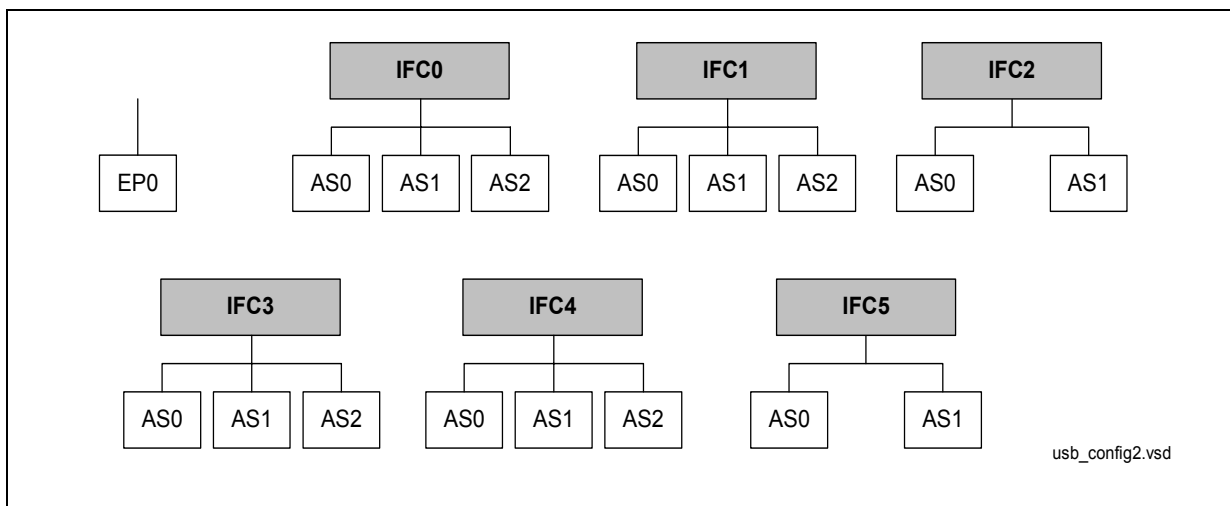 IFC0 IFC1 IFC2
EP0 AS0 AS1 AS2 AS0 AS1 AS2 AS0 AS1
IFC3 IFC4 IFC5
AS0 AS1 AS2 AS0 AS1 AS2 AS0 AS1
usb_config2.vsd